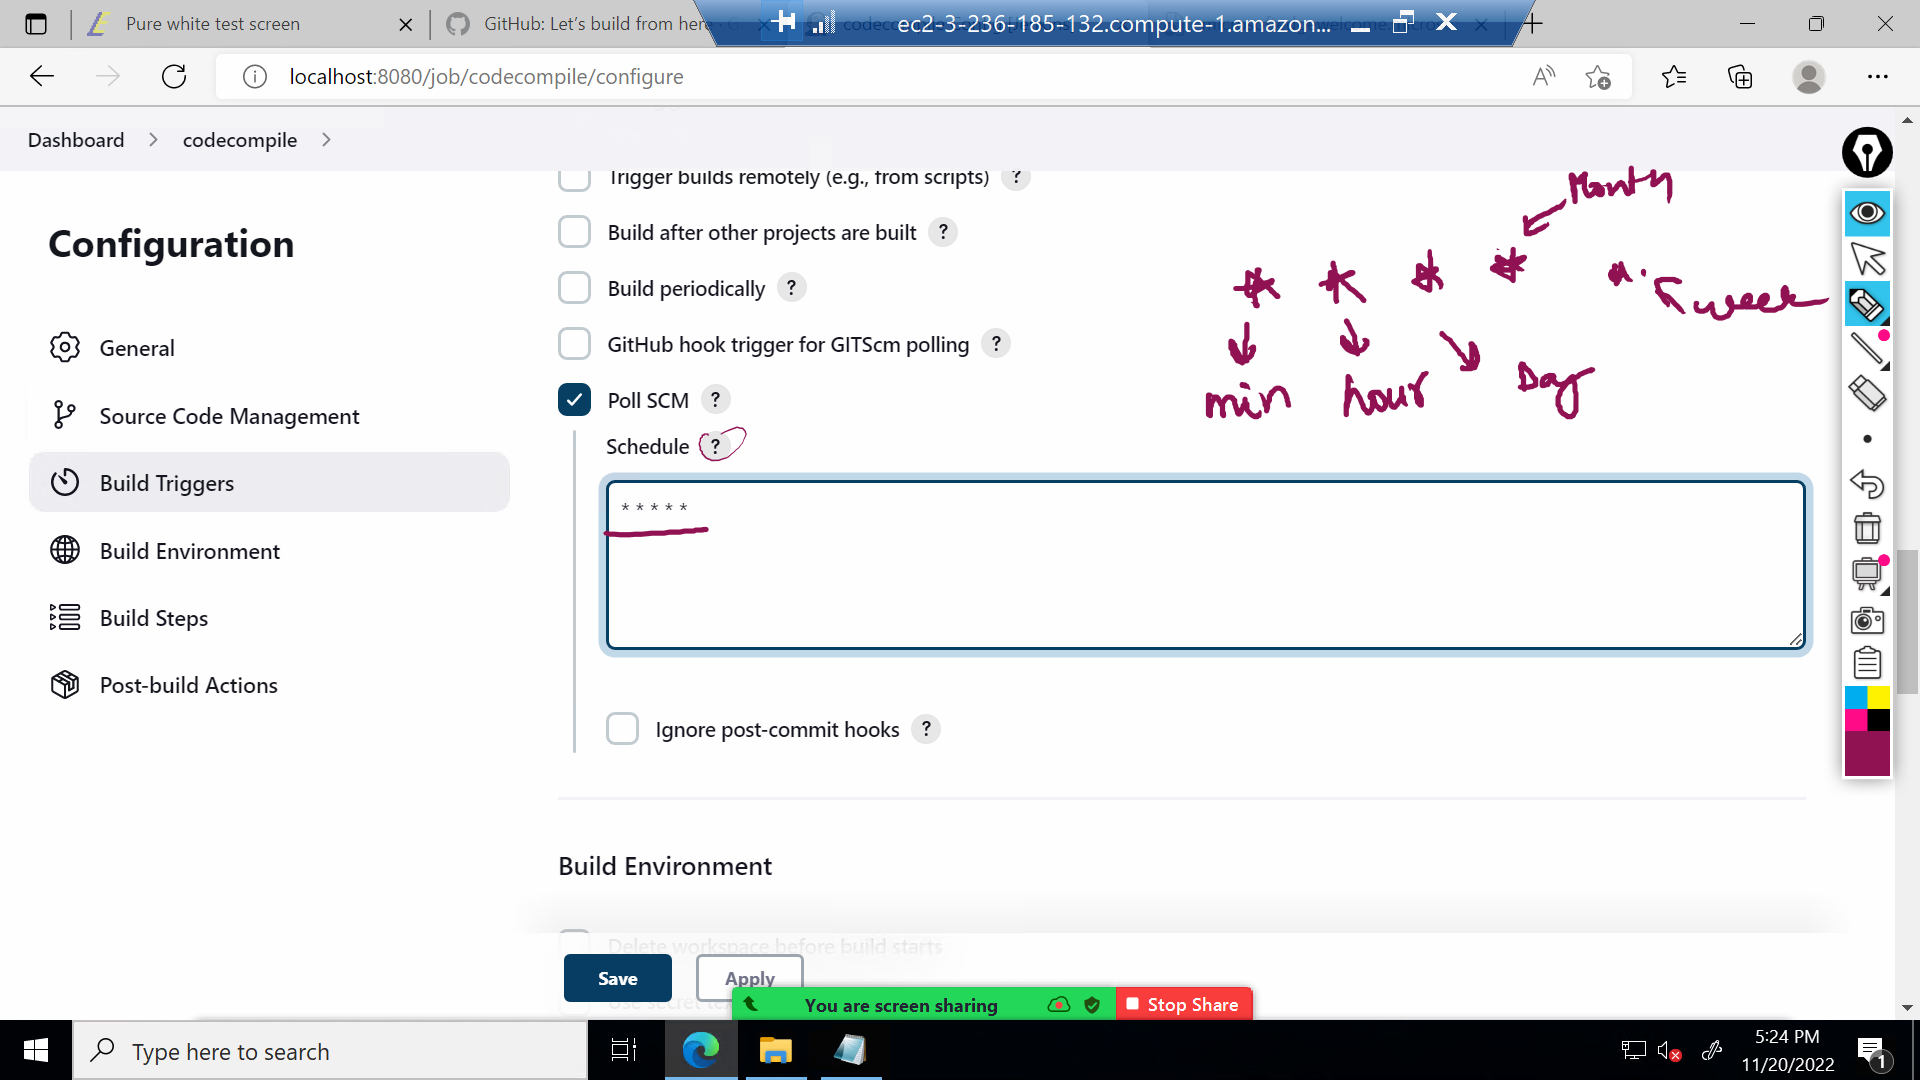 Pure white test screen
GitHub: Let's build from here
ec2-3-236-185-132.compute-1.amazon...
localhost:8080/job/codecompile/configure
Dashboard
codecompile
Configuration
General
Source Code Management
Build Triggers
Build Environment
Build Steps
Post-build Actions
Trigger builds remotely (e.g., from scripts) ?
Build after other projects are built ?
Build periodically ?
GitHub hook trigger for GITScm polling ?
Poll SCM ?
Schedule ?
* * * * *
Month
* * * *
week
min hour Day
Ignore post-commit hooks ?
Build Environment
Delete workspace before build starts
Save
Apply
You are screen sharing
Stop Share
Type here to search
5:24 PM
11/20/2022
1